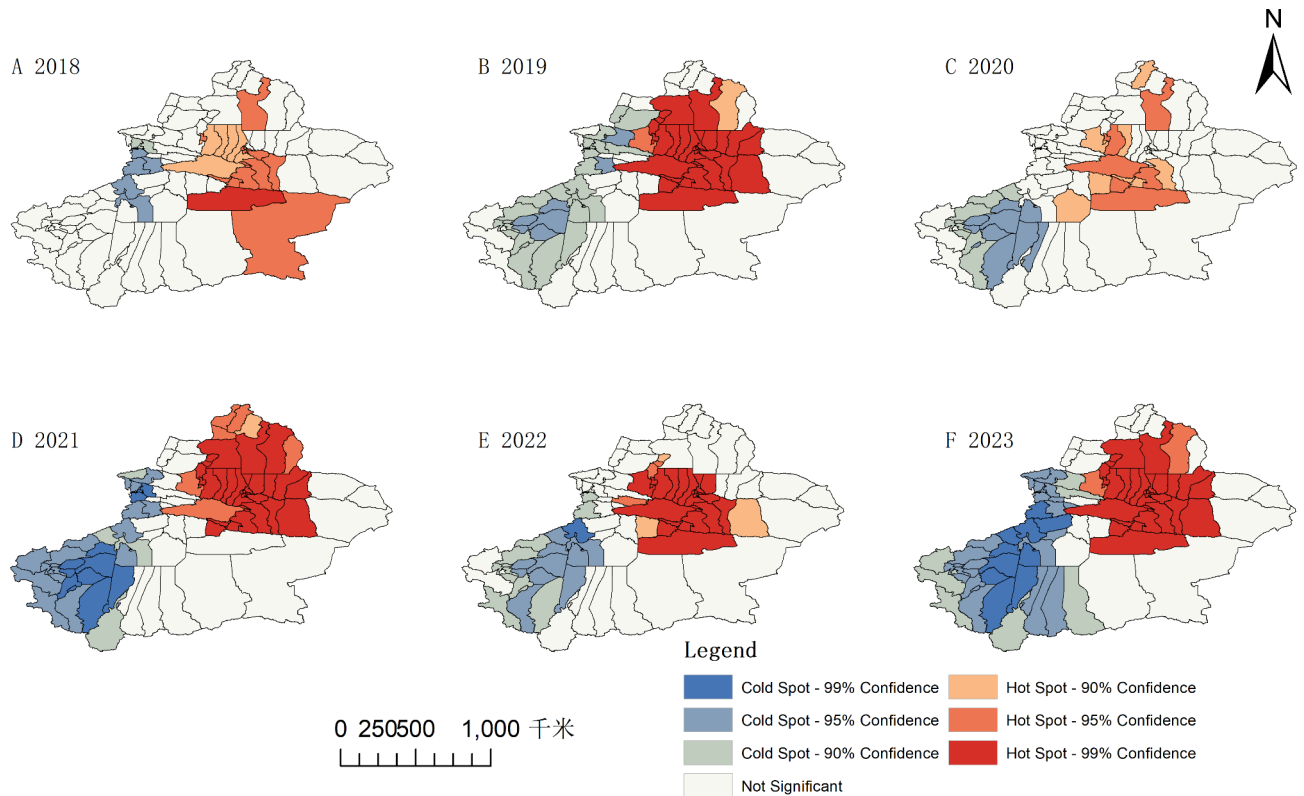 N
A 2018
B 2019
C 2020
D 2021
E 2022
F 2023
Legend
Cold Spot - 99% Confidence
Hot Spot - 90% Confidence
Cold Spot - 95% Confidence
Hot Spot - 95% Confidence
Cold Spot - 90% Confidence
Hot Spot - 99% Confidence
Not Significant
0 250500 1,000 千米